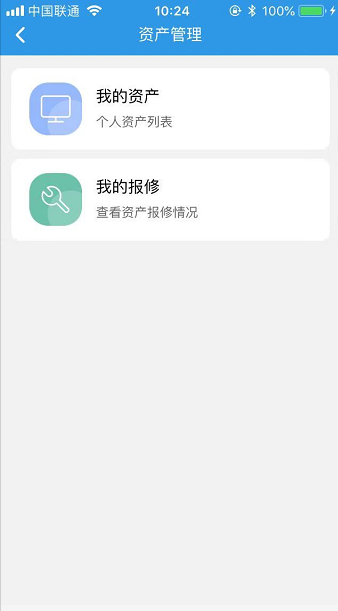 中国联通 10:24 100%
资产管理
我的资产
个人资产列表
我的报修
查看资产报修情况